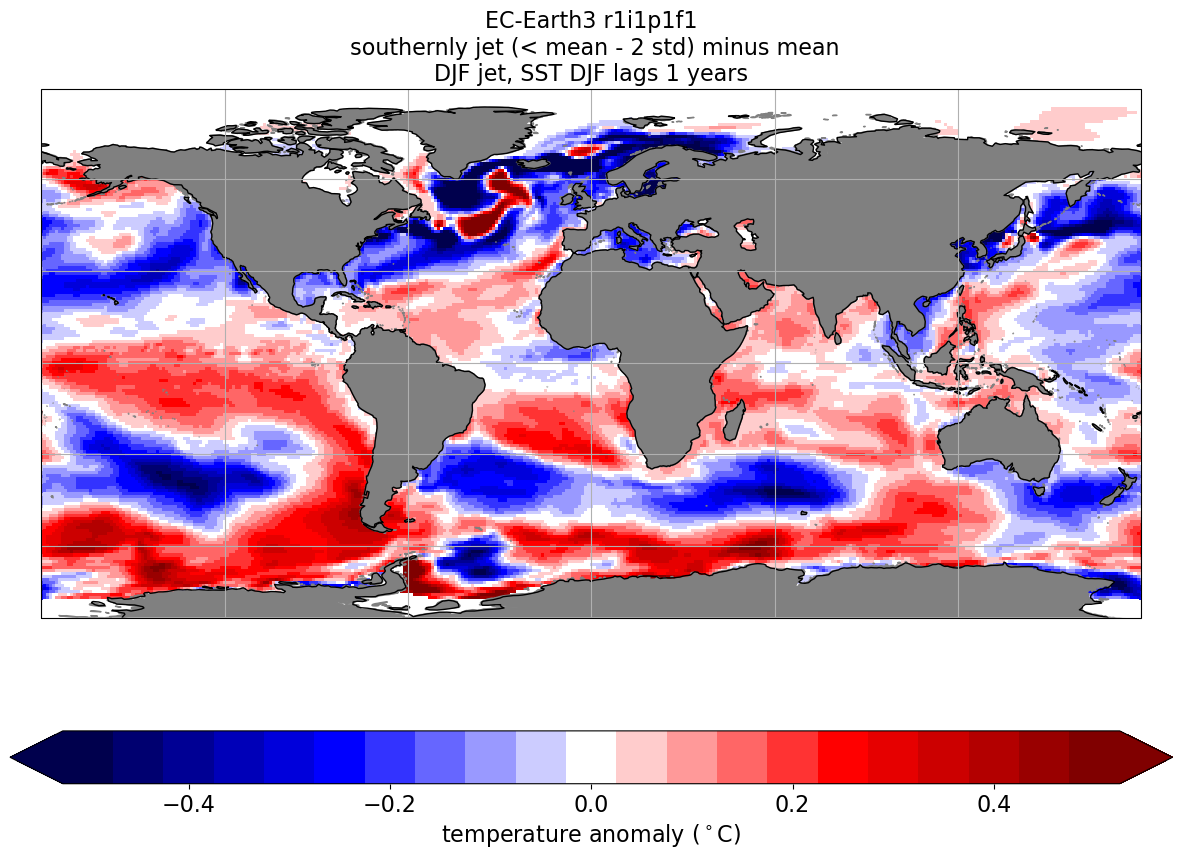 EC-Earth3 r1i1p1f1
southernly jet (< mean - 2 std) minus mean
DJF jet, SST DJF lags 1 years
−0.4 −0.2 0.0 0.2 0.4
temperature anomaly (°C)